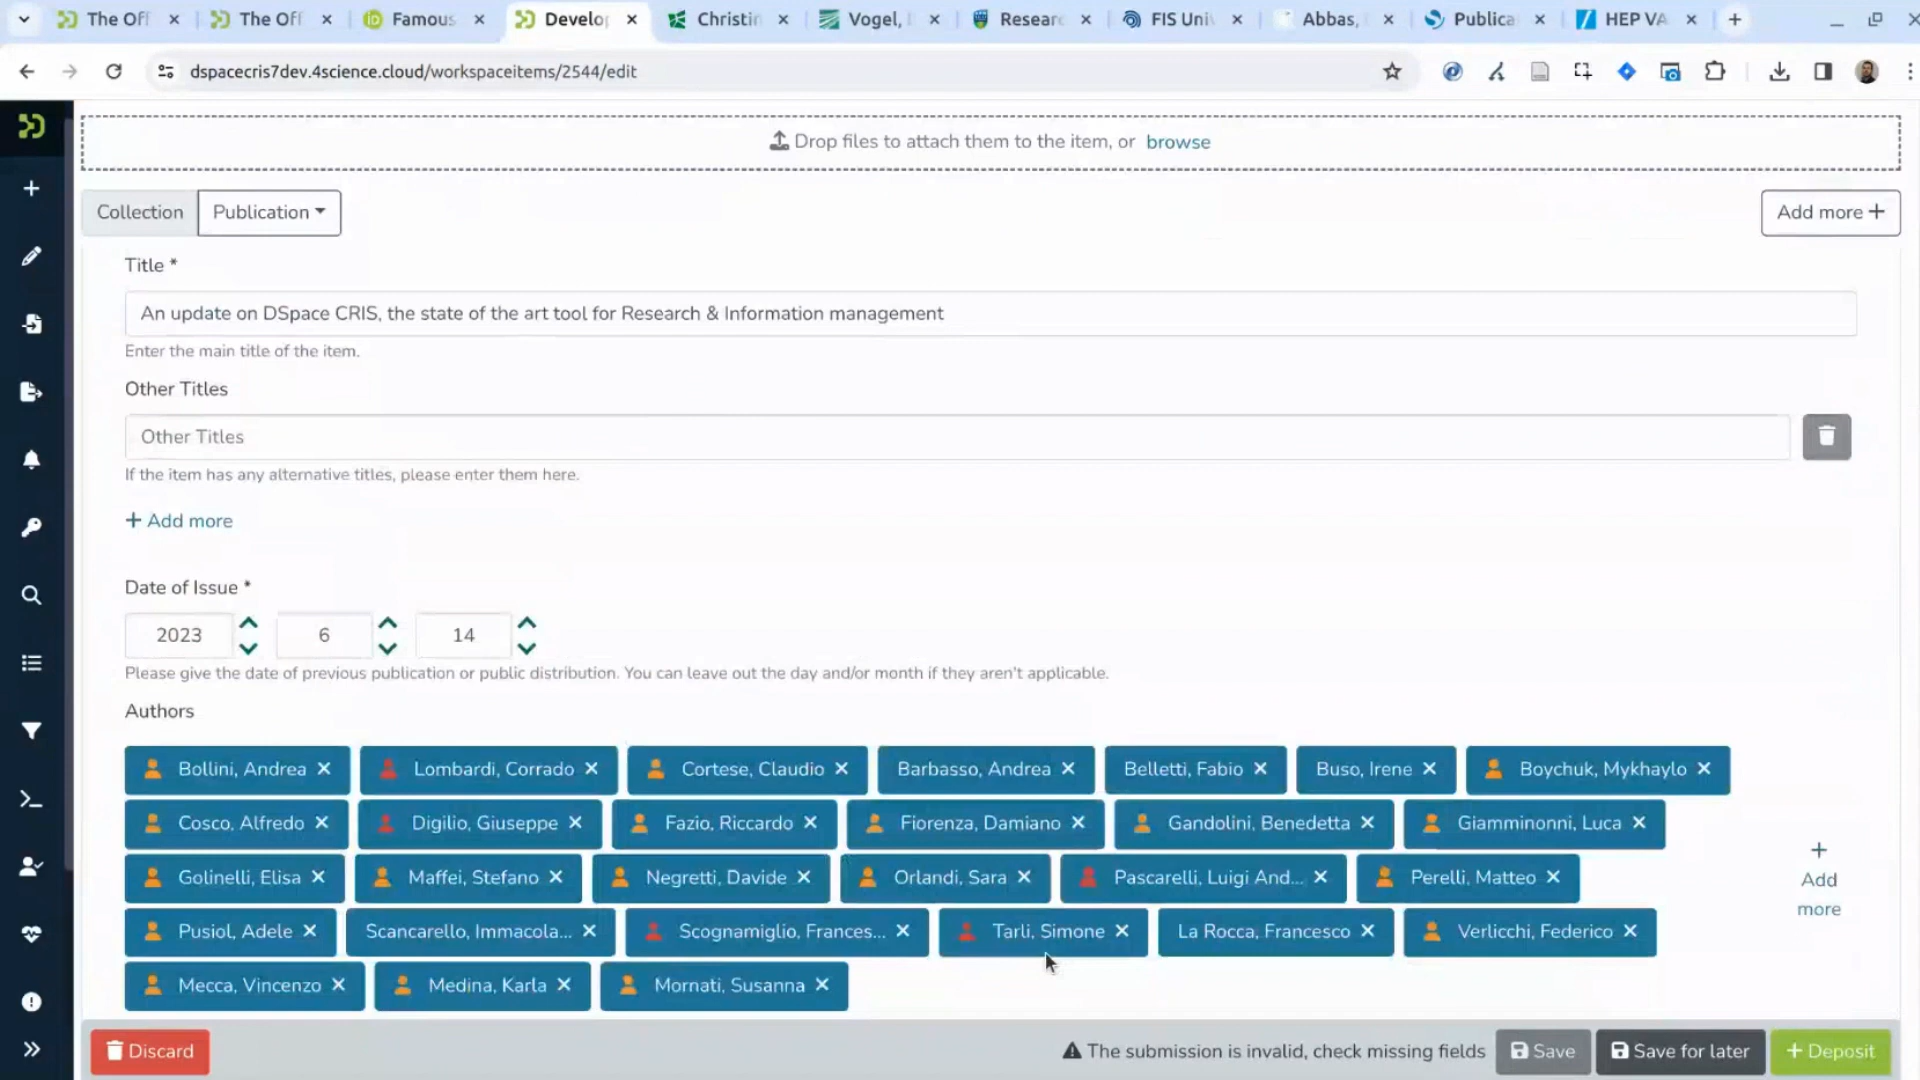 The Off
The Off
Famous
Develop
Christin
Vogel,
Resear
FIS Uni
Abbas,
Publica
HEP VA
dspacecris7dev.4science.cloud/workspaceitems/2544/edit
Drop files to attach them to the item, or browse
Collection Publication Add more +
Title *
An update on DSpace CRIS, the state of the art tool for Research & Information management
Enter the main title of the item.
Other Titles
Other Titles
If the item has any alternative titles, please enter them here.
+ Add more
Date of Issue *
2023 6 14
Please give the date of previous publication or public distribution. You can leave out the day and/or month if they aren't applicable.
Authors
Bollini, Andrea × Lombardi, Corrado × Cortese, Claudio × Barbasso, Andrea × Belletti, Fabio × Buso, Irene × Boychuk, Mykhaylo ×
Cosco, Alfredo × Digilio, Giuseppe × Fazio, Riccardo × Fiorenza, Damiano × Gandolini, Benedetta × Giamminonni, Luca ×
Golinelli, Elisa × Maffei, Stefano × Negretti, Davide × Orlandi, Sara × Pascarelli, Luigi And... × Perelli, Matteo ×
Pusiol, Adele × Scancarello, Immacola... × Scognamiglio, Frances... × Tarli, Simone × La Rocca, Francesco × Verlicchi, Federico ×
Mecca, Vincenzo × Medina, Karla × Mornati, Susanna ×
+
Add
more
Discard The submission is invalid, check missing fields Save Save for later + Deposit